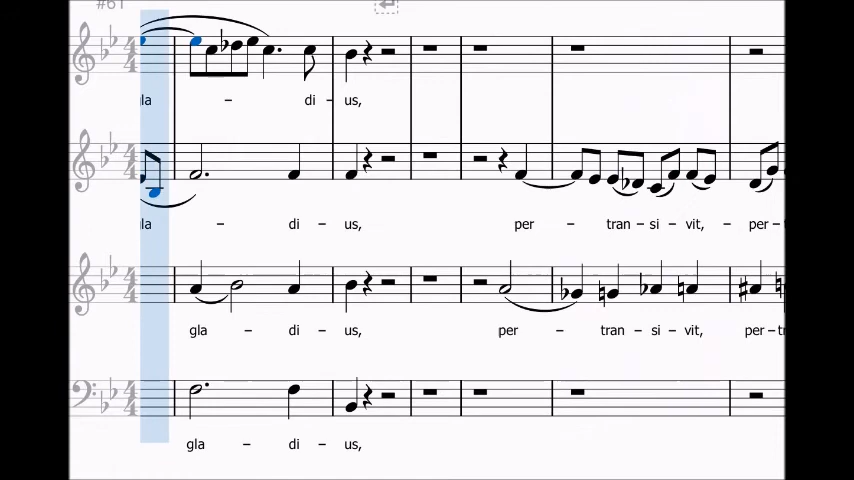 #61
la – di – us,
la – di – us, per – tran – si – vit, – per – t
gla – di – us, per – tran – si – vit, per – tr
gla – di – us,